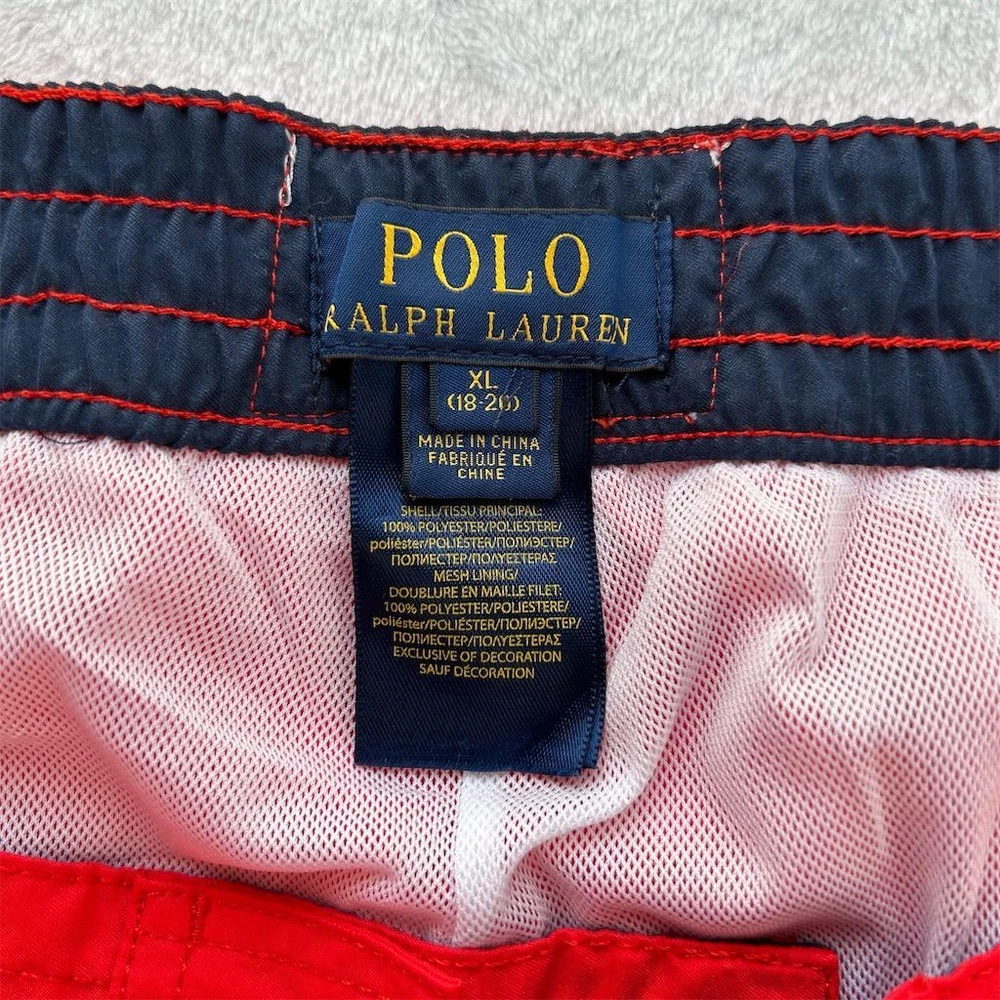 POLO
RALPH LAUREN
XL
(18-20)
MADE IN CHINA
FABRIQUÉ EN
CHINE
SHELL/TISSU PRINCIPAL:
100% POLYESTER/POLIESTERE/
poliéster/POLIÉSTER/ПОЛИЭСТЕР/
ПОЛИЕСТЕР/ΠΟΛΥΕΣΤΕΡΑΣ
MESH LINING/
DOUBLURE EN MAILLE FILET:
100% POLYESTER/POLIESTERE/
poliéster/POLIÉSTER/ПОЛИЭСТЕР/
ПОЛИЕСТЕР/ΠΟΛΥΕΣΤΕΡΑΣ
EXCLUSIVE OF DECORATION
SAUF DÉCORATION